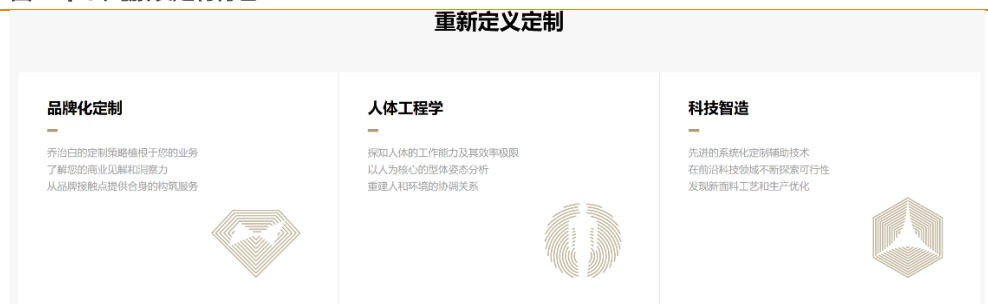 重新定义定制
品牌化定制
乔治白的定制策略植根于您的业务
了解您的商业见解和洞察力
从品牌接触点提供合身的构筑服务
人体工程学
探知人体的工作能力及其效率极限
以人为核心的型体姿态分析
重建人和环境的协调关系
科技智造
先进的系统化定制辅助技术
在前沿科技领域不断探索可行性
发现新面料工艺和生产优化